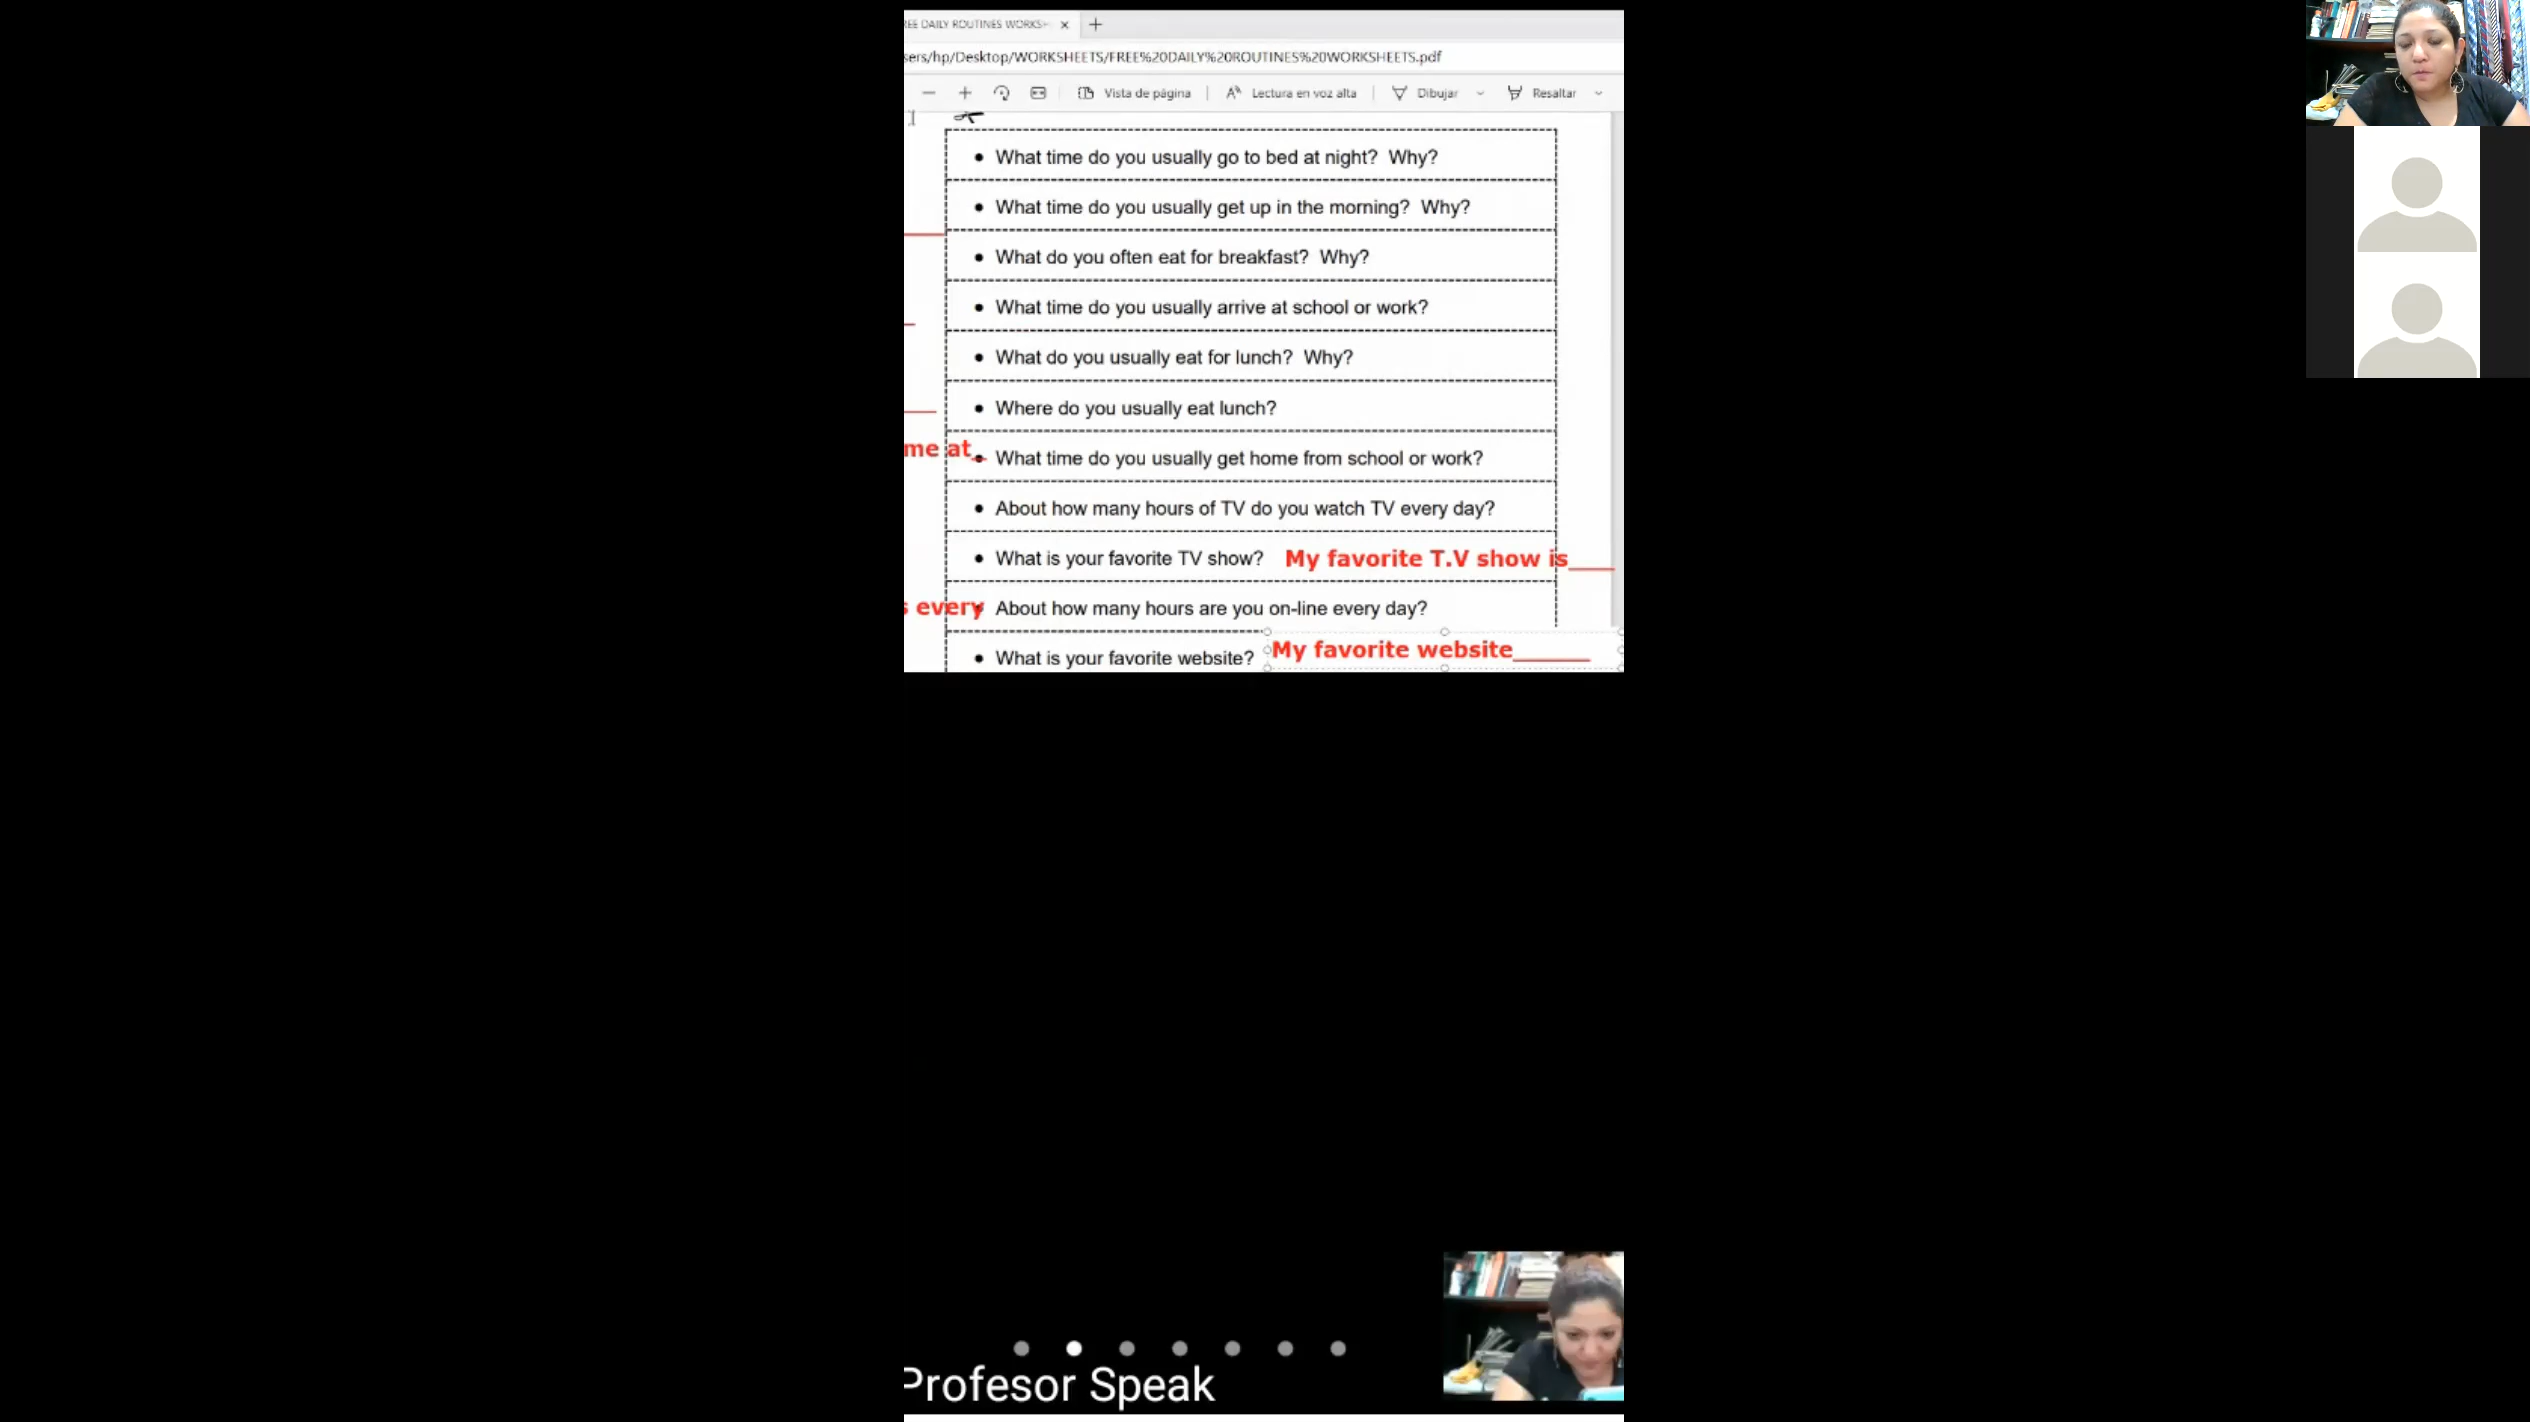 REE DAILY ROUTINES WORKS
sers/hp/Desktop/WORKSHEETS/FREE%20DAILY%20ROUTINES%20WORKSHEETS.pdf
Vista de página
Lectura en voz alta
Dibujar
Resaltar
• What time do you usually go to bed at night? Why?
• What time do you usually get up in the morning? Why?
• What do you often eat for breakfast? Why?
• What time do you usually arrive at school or work?
• What do you usually eat for lunch? Why?
• Where do you usually eat lunch?
me at_
• What time do you usually get home from school or work?
• About how many hours of TV do you watch TV every day?
• What is your favorite TV show? My favorite T.V show is____
s every
• About how many hours are you on-line every day?
• What is your favorite website? My favorite website______
Profesor Speak